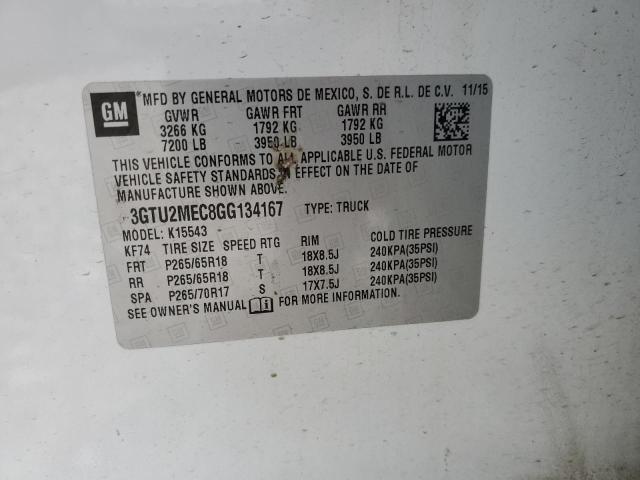 GM
*MFD BY GENERAL MOTORS DE MEXICO, S. DE R.L. DE C.V. 11/15
GVWR GAWR FRT GAWR RR
3266 KG 1792 KG 1792 KG
7200 LB 3950 LB 3950 LB
THIS VEHICLE CONFORMS TO ALL APPLICABLE U.S. FEDERAL MOTOR
VEHICLE SAFETY STANDARDS IN EFFECT ON THE DATE OF
MANUFACTURE SHOWN ABOVE.
3GTU2MEC8GG134167 TYPE: TRUCK
MODEL: K15543
KF74 TIRE SIZE SPEED RTG RIM COLD TIRE PRESSURE
FRT P265/65R18 T 18X8.5J 240KPA(35PSI)
RR P265/65R18 T 18X8.5J 240KPA(35PSI)
SPA P265/70R17 S 17X7.5J 240KPA(35PSI)
SEE OWNER'S MANUAL FOR MORE INFORMATION.